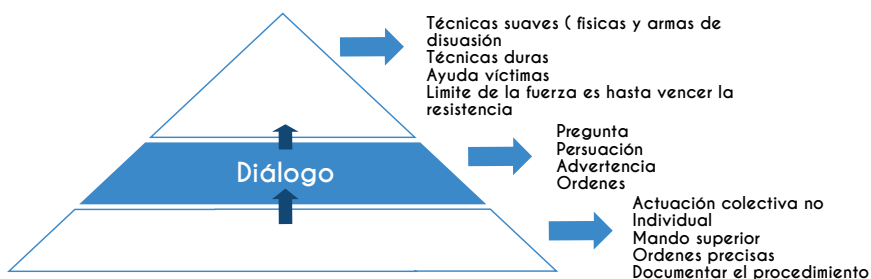 Técnicas suaves ( fisicas y armas de
disuasión
Técnicas duras
Ayuda víctimas
Limite de la fuerza es hasta vencer la
resistencia
Pregunta
Persuación
Advertencia
Ordenes
Diálogo
Actuación colectiva no
Individual
Mando superior
Ordenes precisas
Documentar el procedimiento